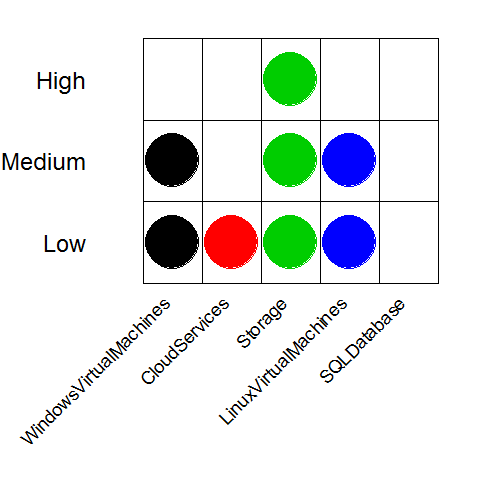 High
Medium
Low
WindowsVirtualMachines
CloudServices
Storage
LinuxVirtualMachines
SQLDatabase